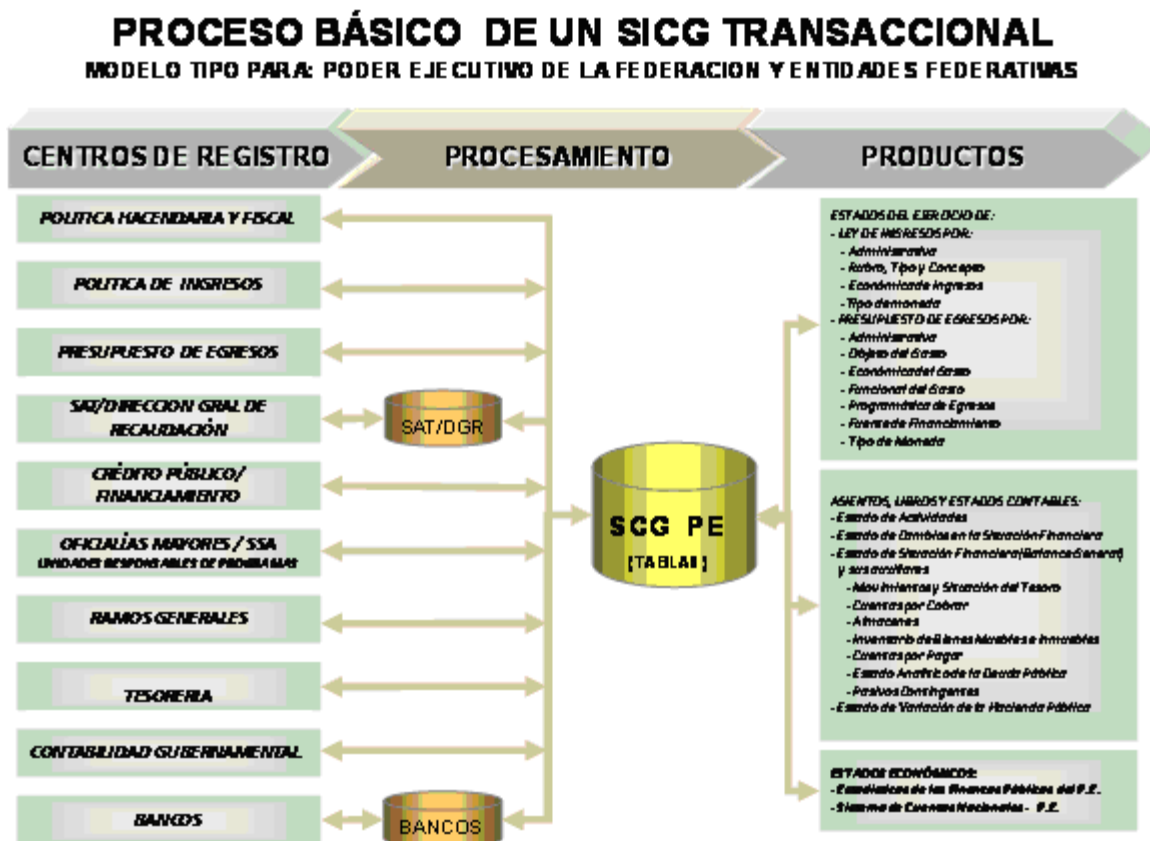 PROCESO BÁSICO DE UN SICG TRANSACCIONAL
MODELO TIPO PARA: PODER EJECUTIVO DE LA FEDERACION Y ENTIDADES FEDERATIVAS
CENTROS DE REGISTRO
PROCESAMIENTO
PRODUCTOS
POLITICA HACENDARIA Y FISCAL
POLITICA DE INGRESOS
PRESUPUESTO DE EGRESOS
SAT/DIRECCION GRAL DE
RECAUDACIÓN
CRÉDITO PÚBLICO/
FINANCIAMIENTO
OFICIALÍAS MAYORES / SSA
UNIDADES RESPONSABLES DE PROGRAMAS
RAMOS GENERALES
TESORERIA
CONTABILIDAD GUBERNAMENTAL
BANCOS
SAT/DGR
BANCOS
SCG PE
(TABLAS)
ESTADOS DEL EJERCICIO DE:
- LEY DE INGRESOS POR:
- Administrativa
- Rubro, Tipo y Concepto
- Económica de Ingresos
- Tipo de moneda
- PRESUPUESTO DE EGRESOS POR:
- Administrativa
- Objeto del Gasto
- Económica del Gasto
- Funcional del Gasto
- Programática de Egresos
- Fuente de Financiamiento
- Tipo de Moneda
ASIENTOS, LIBROS Y ESTADOS CONTABLES:
- Estado de Actividades
- Estado de Cambios en la Situación Financiera
- Estado de Situación Financiera (Balance General)
y sus auxiliares
- Movimientos y Situación del Tesoro
- Cuentas por Cobrar
- Almacenes
- Inventario de Bienes Muebles e Inmuebles
- Cuentas por Pagar
- Estado Analítico de la Deuda Pública
- Pasivos Contingentes
- Estado de Variación de la Hacienda Pública
ESTADOS ECONÓMICOS:
- Estadísticas de las Finanzas Públicas del P.E.
- Sistema de Cuentas Nacionales - P.E.